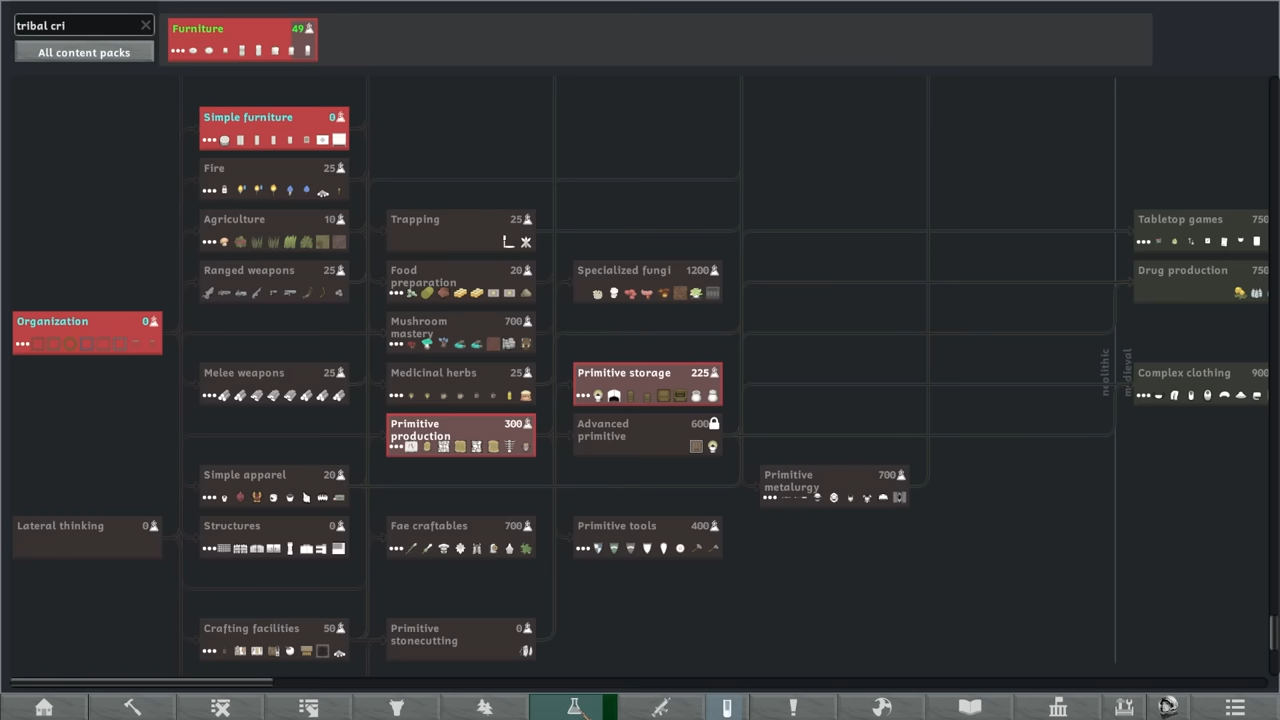 tribal cri
Furniture 49
All content packs
Simple furniture 0
Fire 25
Agriculture 10
Trapping 25
Tabletop games 750
Ranged weapons 25
Food preparation 20
Specialized fungi 1200
Drug production 750
Organization 0
Mushroom mastery 700
neolithic
medieval
Melee weapons 25
Medicinal herbs 25
Primitive storage 225
Complex clothing 900
Primitive production 300
Advanced primitive 600
Simple apparel 20
Primitive metalurgy 700
Lateral thinking 0
Structures 0
Fae craftables 700
Primitive tools 400
Crafting facilities 50
Primitive stonecutting 0